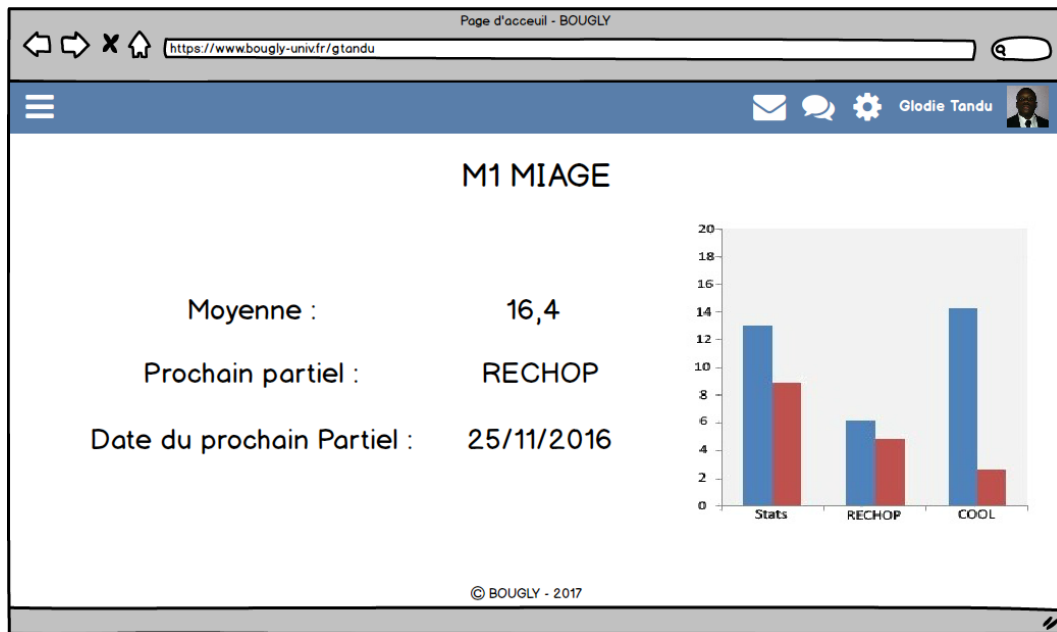 Page d'acceuil - BOUGLY
https://www.bougly-univ.fr/gtandu
Glodie Tandu
M1 MIAGE
Moyenne : 16,4
Prochain partiel : RECHOP
Date du prochain Partiel : 25/11/2016
20
18
16
14
12
10
8
6
4
2
0
Stats RECHOP COOL
© BOUGLY - 2017